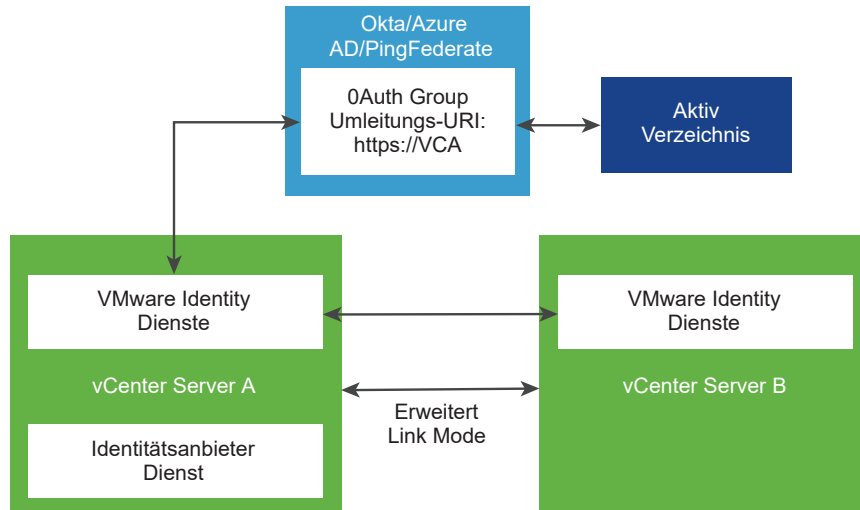 Okta/Azure
AD/PingFederate
0Auth Group
Umleitungs-URI:
https://VCA
Aktiv
Verzeichnis
VMware Identity
Dienste
vCenter Server A
Identitätsanbieter
Dienst
Erweitert
Link Mode
VMware Identity
Dienste
vCenter Server B